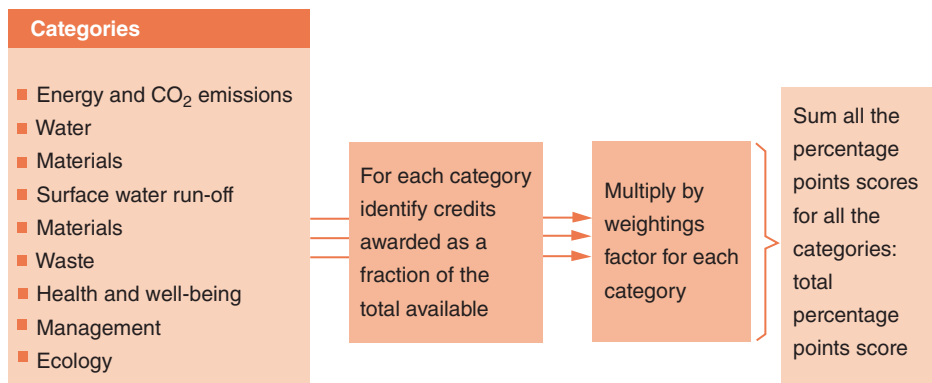 Categories
Energy and CO₂ emissions
Water
Materials
Surface water run-off
Materials
Waste
Health and well-being
Management
Ecology
For each category
identify credits
awarded as a
fraction of the
total available
Multiply by
weightings
factor for each
category
Sum all the
percentage
points scores
for all the
categories:
total
percentage
points score